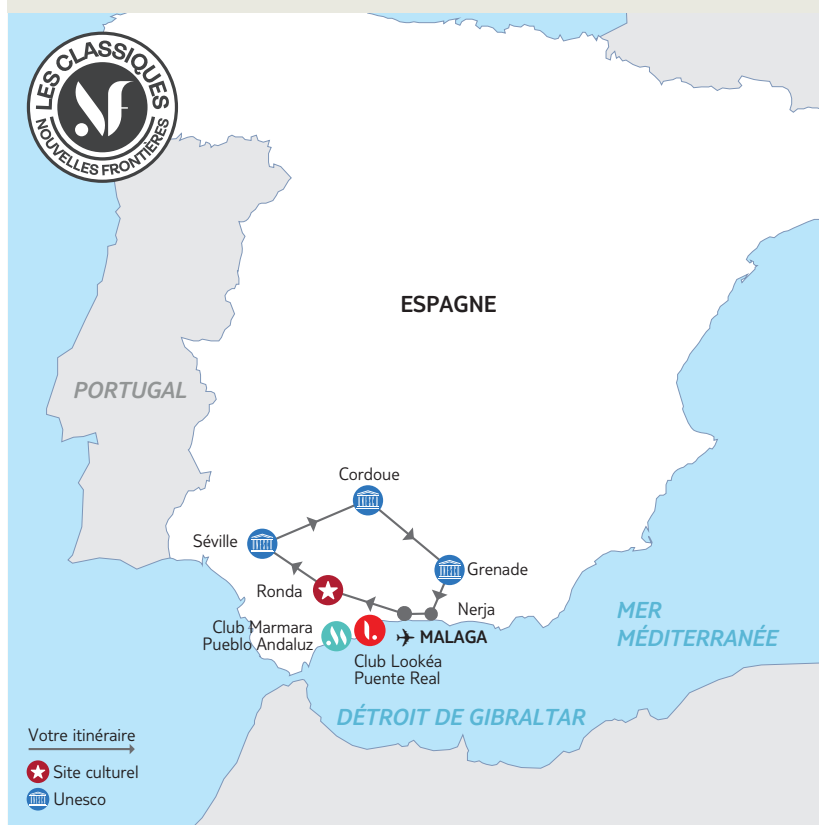 LES CLASSIQUES
NF
NOUVELLES FRONTIÈRES
ESPAGNE
PORTUGAL
Cordoue
Séville
Grenade
Ronda
Nerja
Club Marmara
Pueblo Andaluz
MALAGA
Club Lookéa
Puente Real
MER
MÉDITERRANÉE
DÉTROIT DE GIBRALTAR
Votre itinéraire
Site culturel
Unesco